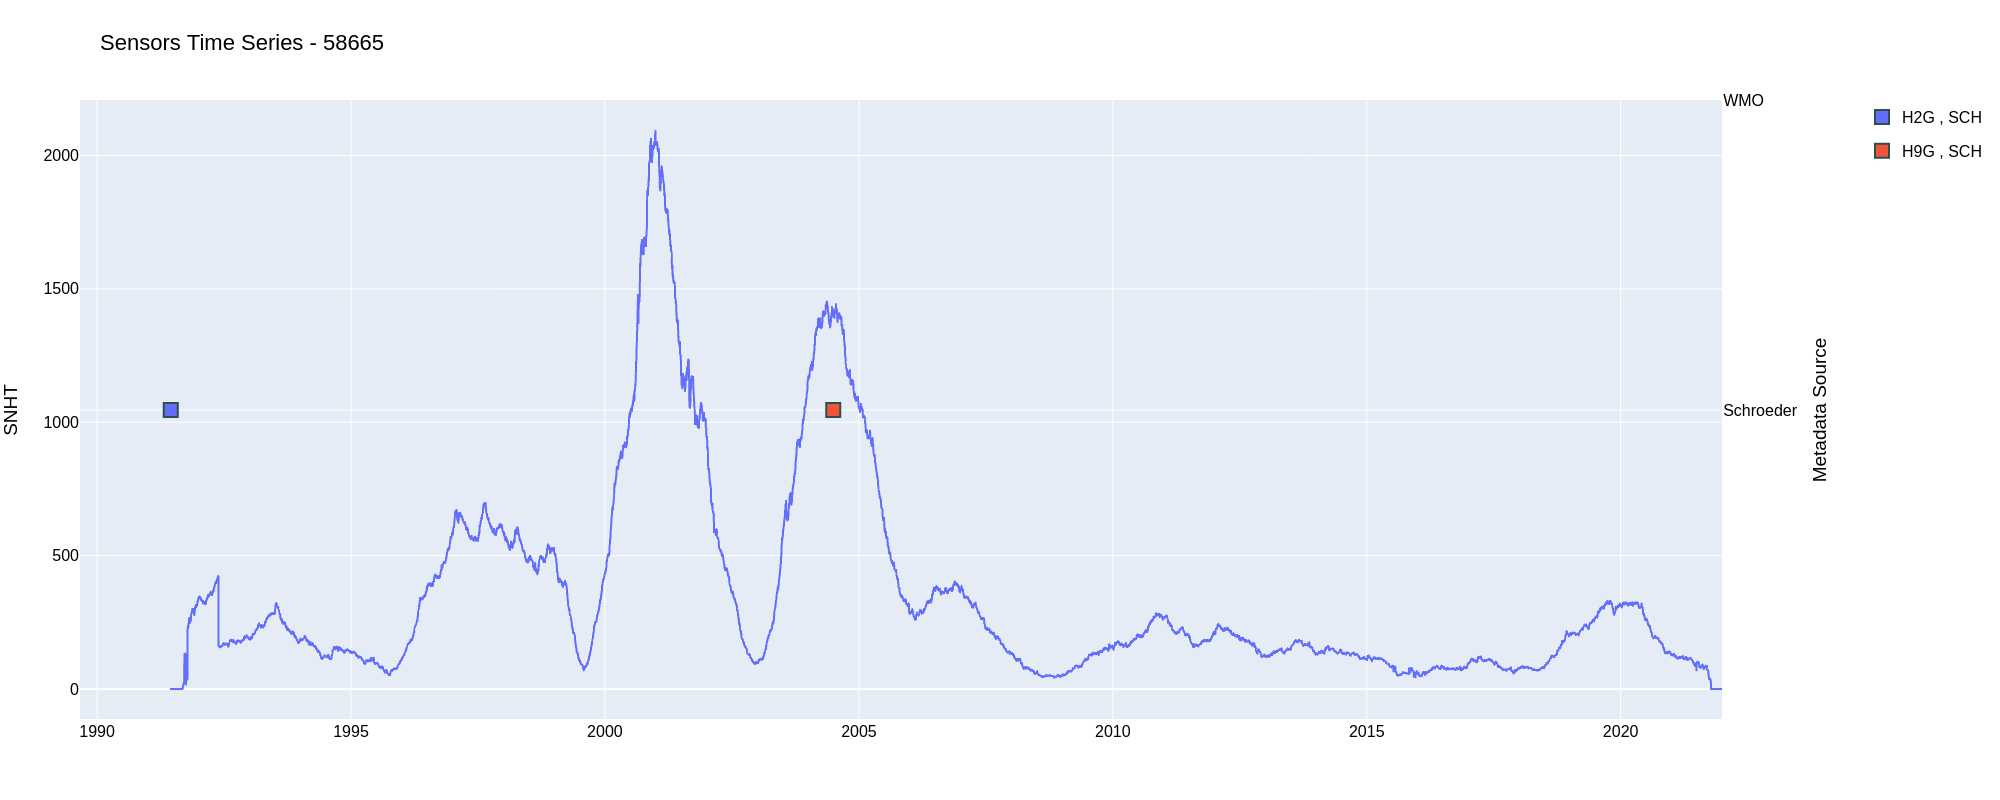 Sensors Time Series - 58665
WMO
H2G , SCH
H9G , SCH
2000
1500
1000
500
0
SNHT
Schroeder
Metadata Source
1990
1995
2000
2005
2010
2015
2020